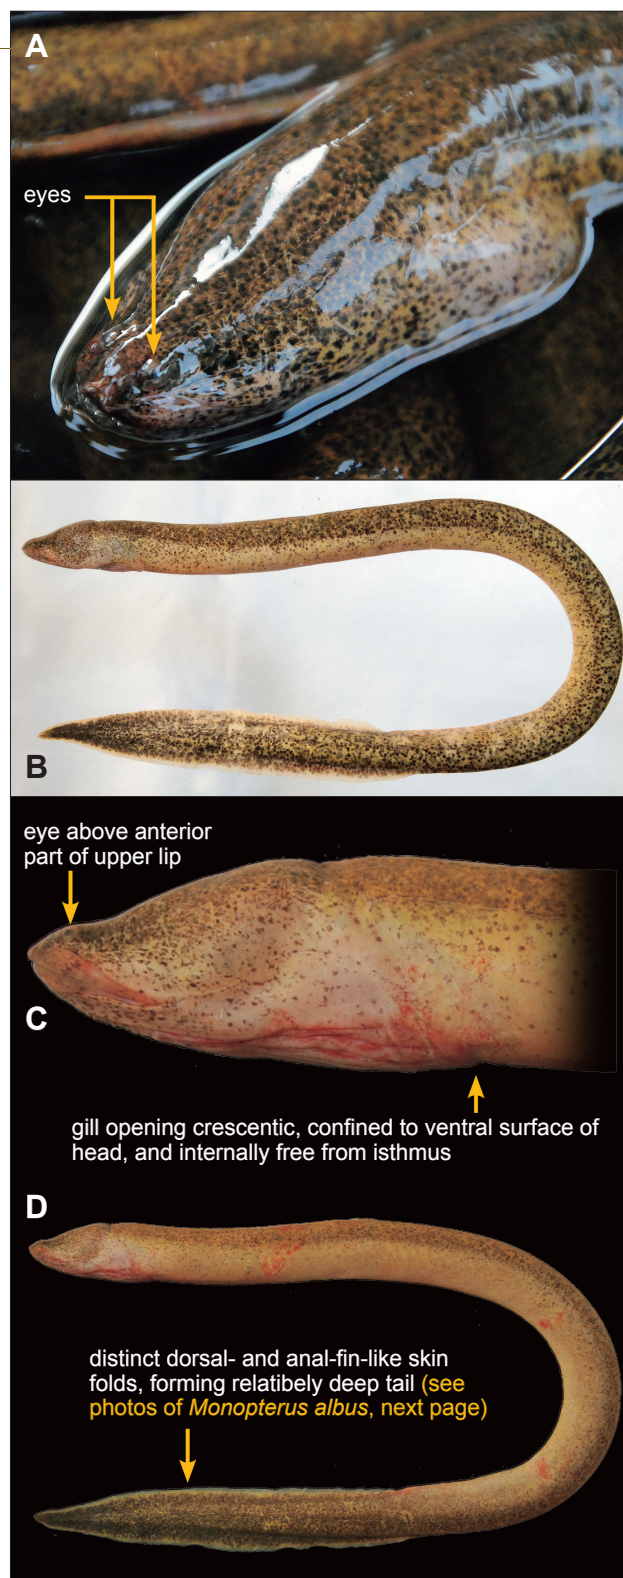 A
eyes
B
eye above anterior
part of upper lip
C
gill opening crescentic, confined to ventral surface of
head, and internally free from isthmus
D
distinct dorsal- and anal-fin-like skin
folds, forming relatibely deep tail (see
photos of Monopterus albus, next page)